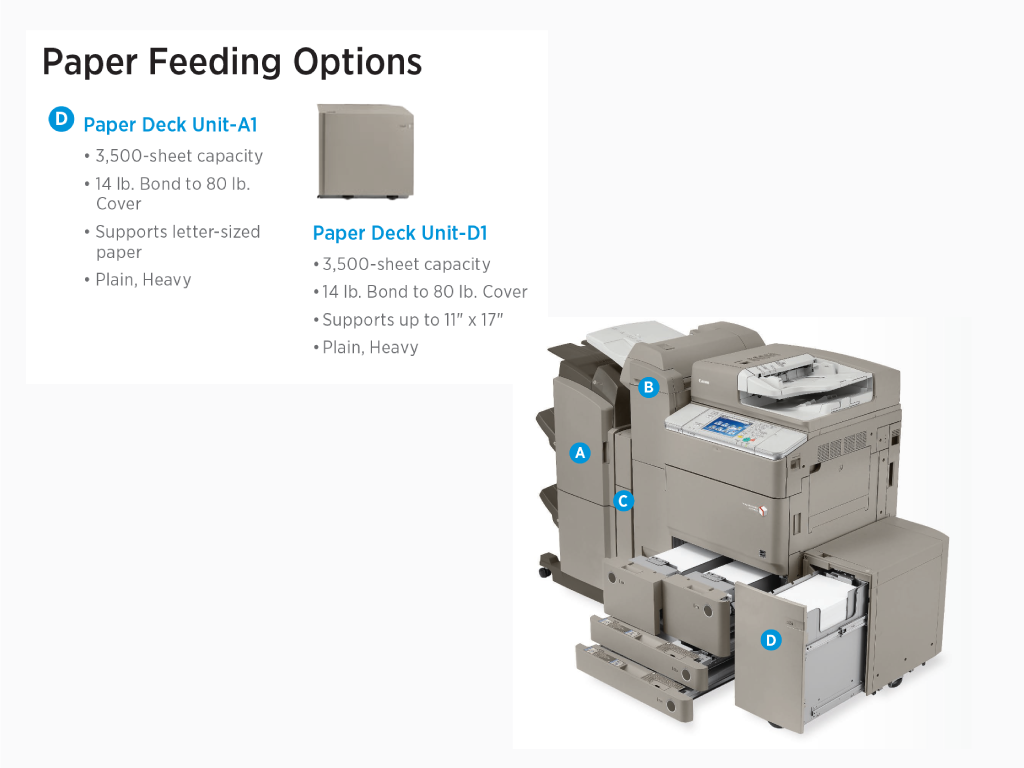 Paper Feeding Options
D
Paper Deck Unit-A1
• 3,500-sheet capacity
• 14 lb. Bond to 80 lb.
Cover
• Supports letter-sized
paper
• Plain, Heavy
Paper Deck Unit-D1
• 3,500-sheet capacity
• 14 lb. Bond to 80 lb. Cover
• Supports up to 11" x 17"
• Plain, Heavy
B
A
C
D